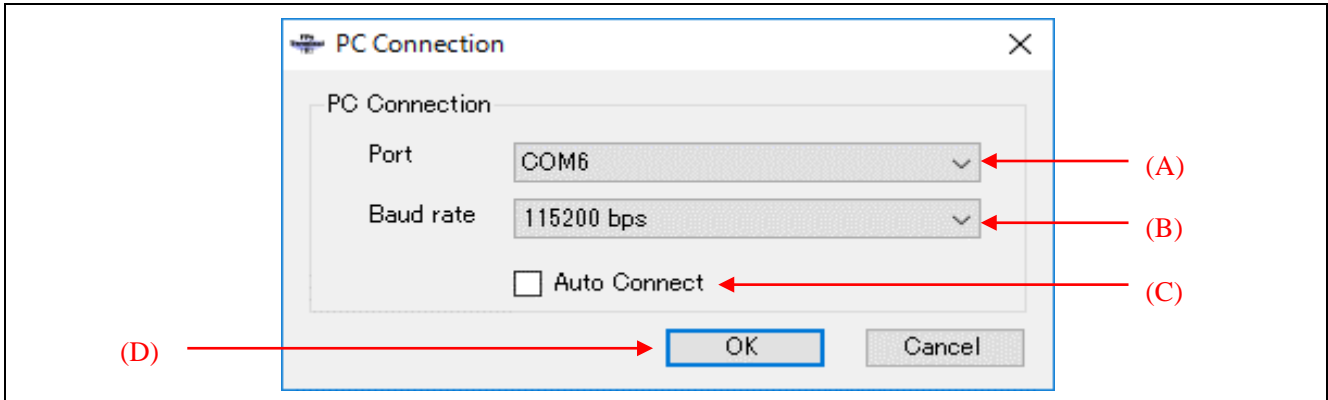 PC Connection
PC Connection
Port COM6 (A)
Baud rate 115200 bps (B)
Auto Connect (C)
(D) OK Cancel